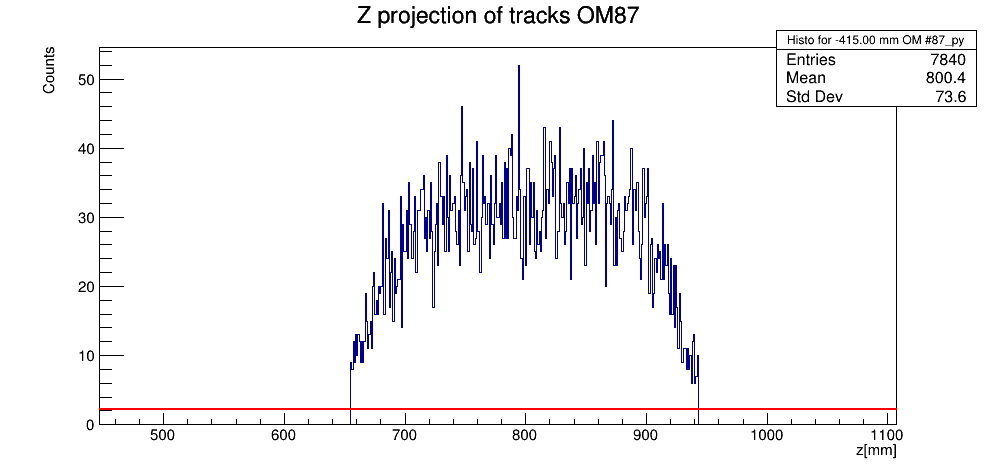 Z projection of tracks OM87
Histo for -415.00 mm OM #87_py
Entries 7840
Mean 800.4
Std Dev 73.6
Counts
50
40
30
20
10
0
500 600 700 800 900 1000 1100
z[mm]